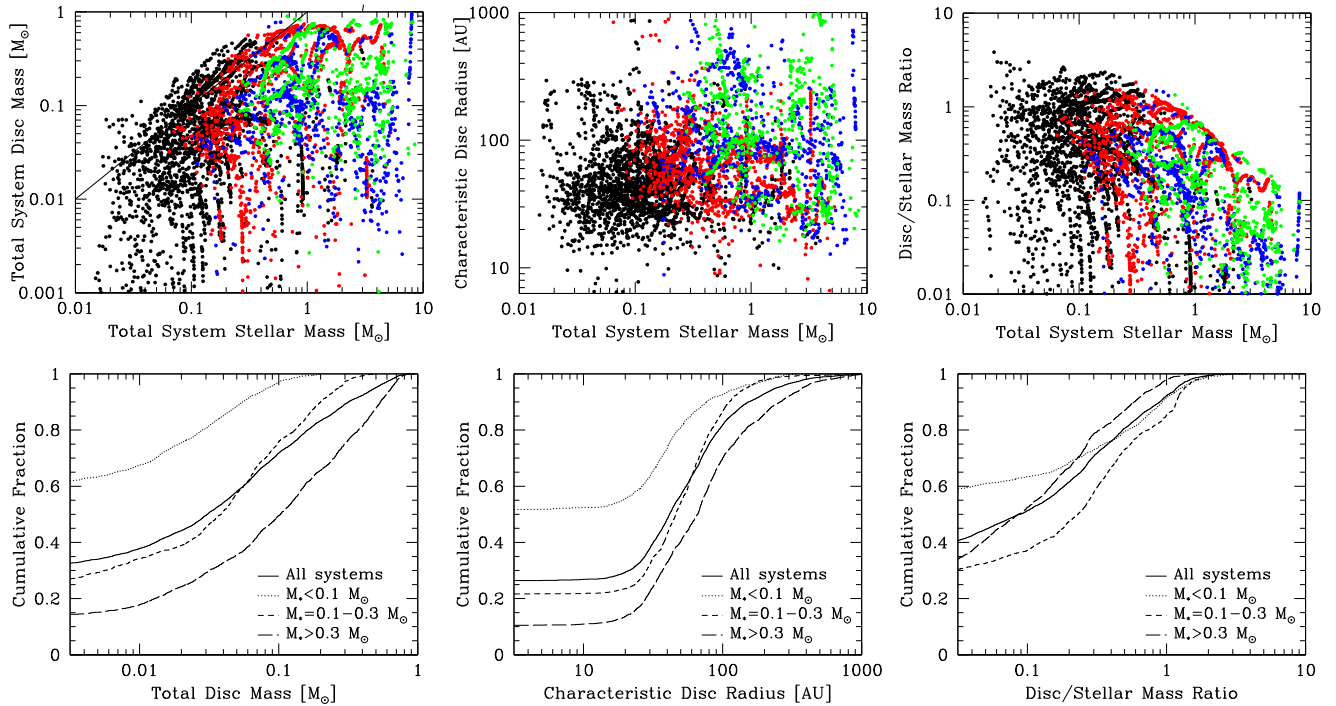 Total System Disc Mass [M⊙]
1
0.1
0.01
0.001
0.01
0.1
1
10
Total System Stellar Mass [M⊙]
Characteristic Disc Radius [AU]
1000
100
10
0.01
0.1
1
10
Total System Stellar Mass [M⊙]
Disc/Stellar Mass Ratio
10
1
0.1
0.01
0.01
0.1
1
10
Total System Stellar Mass [M⊙]
Cumulative Fraction
1
0.8
0.6
0.4
0.2
0
All systems
M*<0.1 M⊙
M*=0.1−0.3 M⊙
M*>0.3 M⊙
0.01
0.1
1
Total Disc Mass [M⊙]
Cumulative Fraction
1
0.8
0.6
0.4
0.2
0
All systems
M*<0.1 M⊙
M*=0.1−0.3 M⊙
M*>0.3 M⊙
10
100
1000
Characteristic Disc Radius [AU]
Cumulative Fraction
1
0.8
0.6
0.4
0.2
0
All systems
M*<0.1 M⊙
M*=0.1−0.3 M⊙
M*>0.3 M⊙
0.1
1
10
Disc/Stellar Mass Ratio